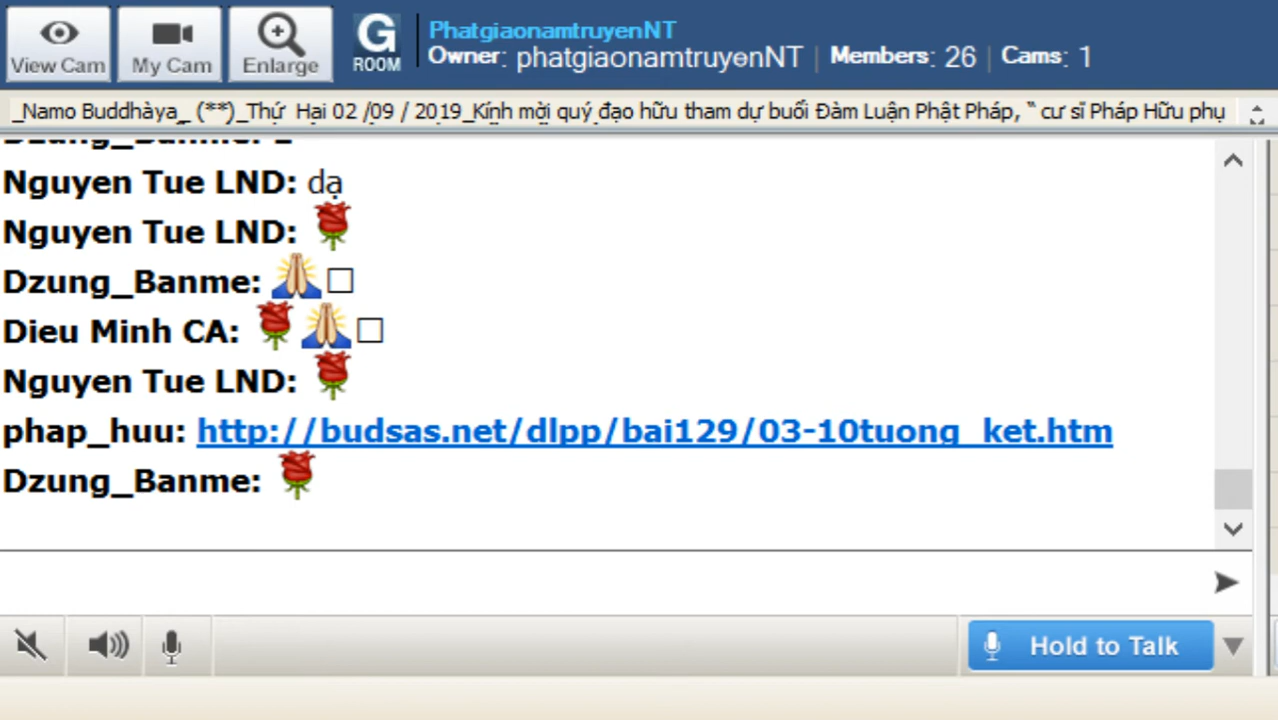 View Cam
My Cam
Enlarge
G
ROOM
PhatgiaonamtruyenNT
Owner: phatgiaonamtruyenNT | Members: 26 | Cams: 1
_Namo Buddhàya_ (**)_Thứ Hai 02 /09 / 2019_Kính mời quý đạo hữu tham dự buổi Đàm Luận Phật Pháp, “ cư sĩ Pháp Hữu phụ
Nguyen Tue LND: dạ
Nguyen Tue LND: 🌹
Dzung_Banme: 🙏□
Dieu Minh CA: 🌹🙏□
Nguyen Tue LND: 🌹
phap_huu: http://budsas.net/dlpp/bai129/03-10tuong_ket.htm
Dzung_Banme: 🌹
Hold to Talk